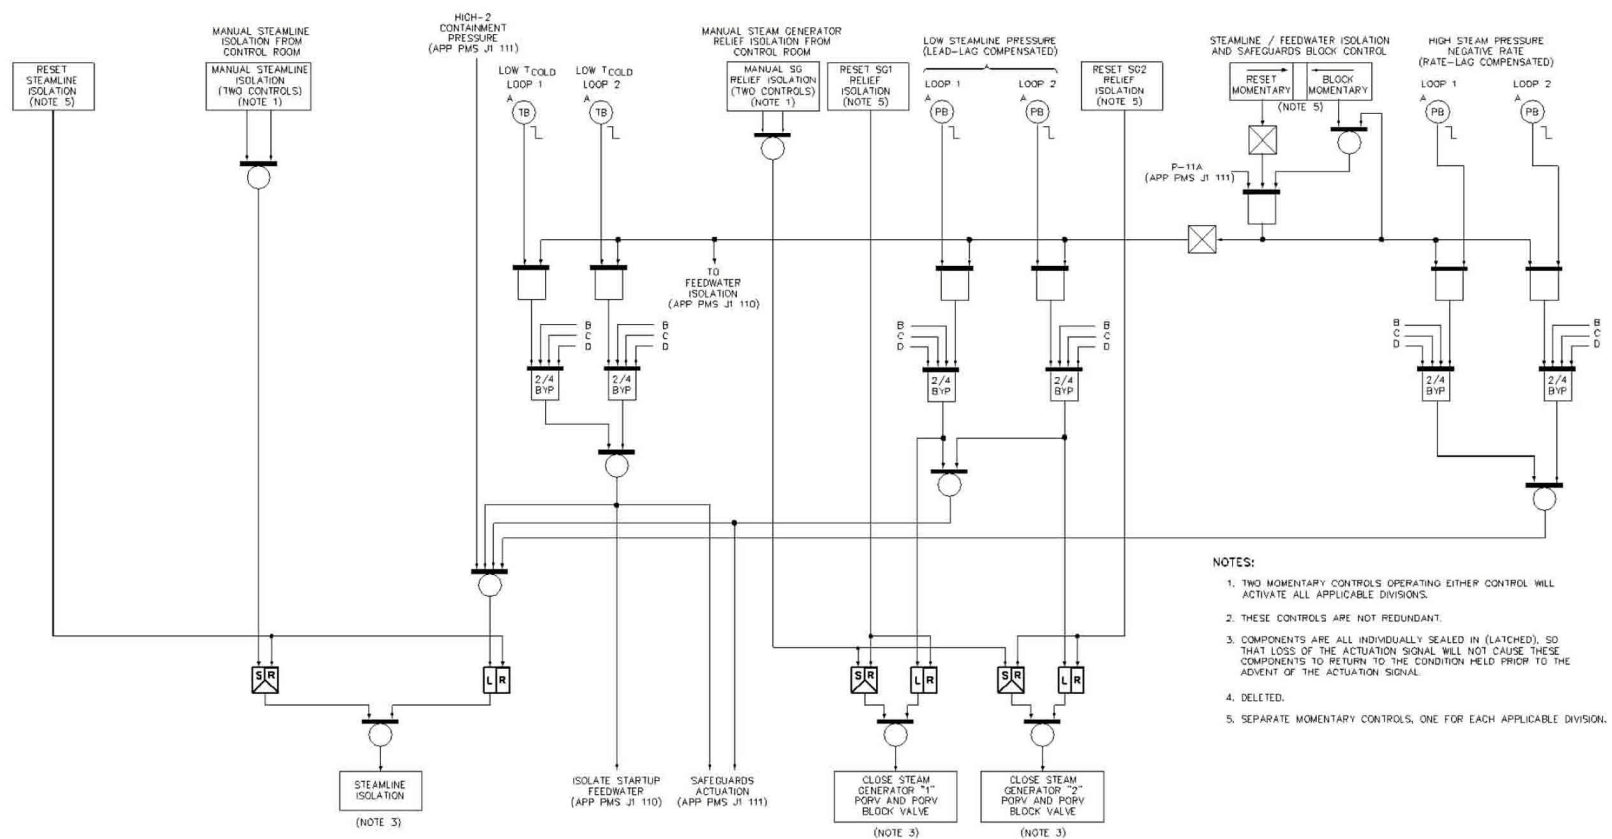 MANUAL STEAMLINE
ISOLATION FROM
CONTROL ROOM
HIGH-2
CONTAINMENT
PRESSURE
(APP PMS J1 111)
MANUAL STEAM GENERATOR
RELIEF ISOLATION FROM
CONTROL ROOM
LOW STEAMLINE PRESSURE
(LEAD-LAG COMPENSATED)
STEAMLINE / FEEDWATER ISOLATION
AND SAFEGUARDS BLOCK CONTROL
HIGH STEAM PRESSURE
NEGATIVE RATE
(RATE-LAG COMPENSATED)
RESET
STEAMLINE
ISOLATION
(NOTE 5)
MANUAL STEAMLINE
ISOLATION
(TWO CONTROLS)
(NOTE 1)
LOW TCOLD
LOOP 1
A
TB
LOW TCOLD
LOOP 2
A
TB
MANUAL SG
RELIEF ISOLATION
(TWO CONTROLS)
(NOTE 1)
RESET SG1
RELIEF
ISOLATION
(NOTE 5)
LOOP 1
A
PB
LOOP 2
A
PB
RESET SG2
RELIEF
ISOLATION
(NOTE 5)
RESET
MOMENTARY
BLOCK
MOMENTARY
(NOTE 5)
LOOP 1
A
PB
LOOP 2
A
PB
P-11A
(APP PMS J1 111)
TO
FEEDWATER
ISOLATION
(APP PMS J1 110)
B
C
D
B
C
D
B
C
D
B
C
D
B
C
D
B
C
D
2/4
BYP
2/4
BYP
2/4
BYP
2/4
BYP
2/4
BYP
2/4
BYP
S R
L R
S R
L R
S R
L R
STEAMLINE
ISOLATION
(NOTE 3)
ISOLATE STARTUP
FEEDWATER
(APP PMS J1 110)
SAFEGUARDS
ACTUATION
(APP PMS J1 111)
CLOSE STEAM
GENERATOR "1"
PORV AND PORV
BLOCK VALVE
(NOTE 3)
CLOSE STEAM
GENERATOR "2"
PORV AND PORV
BLOCK VALVE
(NOTE 3)
NOTES:
1. TWO MOMENTARY CONTROLS OPERATING EITHER CONTROL WILL
ACTIVATE ALL APPLICABLE DIVISIONS.
2. THESE CONTROLS ARE NOT REDUNDANT.
3. COMPONENTS ARE ALL INDIVIDUALLY SEALED IN (LATCHED), SO
THAT LOSS OF THE ACTUATION SIGNAL WILL NOT CAUSE THESE
COMPONENTS TO RETURN TO THE CONDITION HELD PRIOR TO THE
ADVENT OF THE ACTUATION SIGNAL.
4. DELETED.
5. SEPARATE MOMENTARY CONTROLS, ONE FOR EACH APPLICABLE DIVISION.